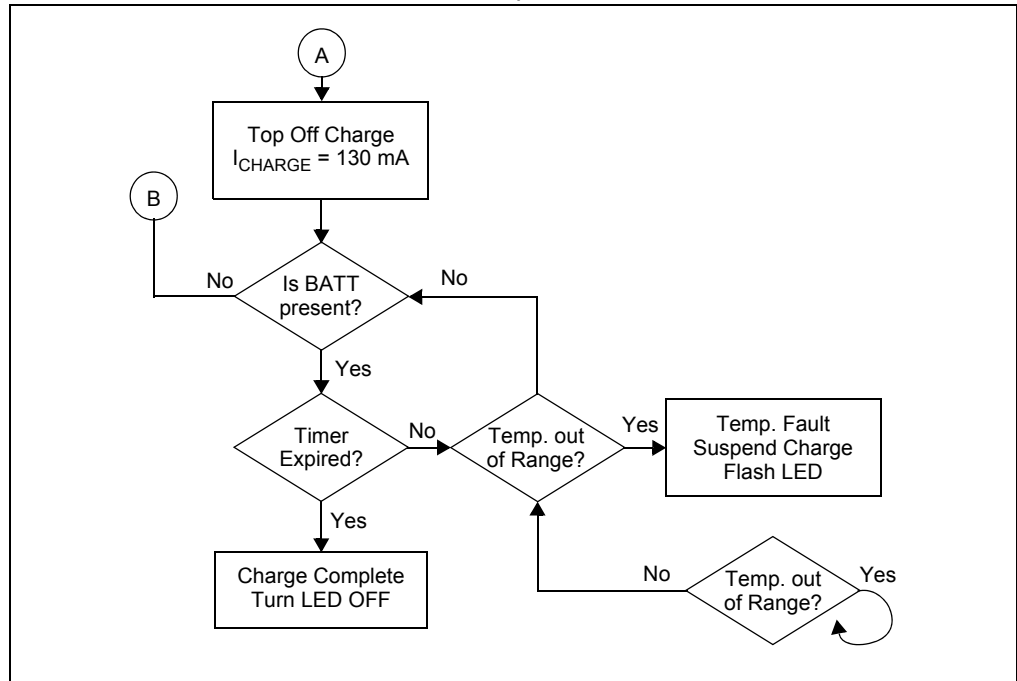 A
Top Off Charge
I_CHARGE = 130 mA
B
No
Is BATT
present?
No
Yes
Timer
Expired?
No
Temp. out
of Range?
Yes
Temp. Fault
Suspend Charge
Flash LED
Yes
Charge Complete
Turn LED OFF
No
Temp. out
of Range?
Yes